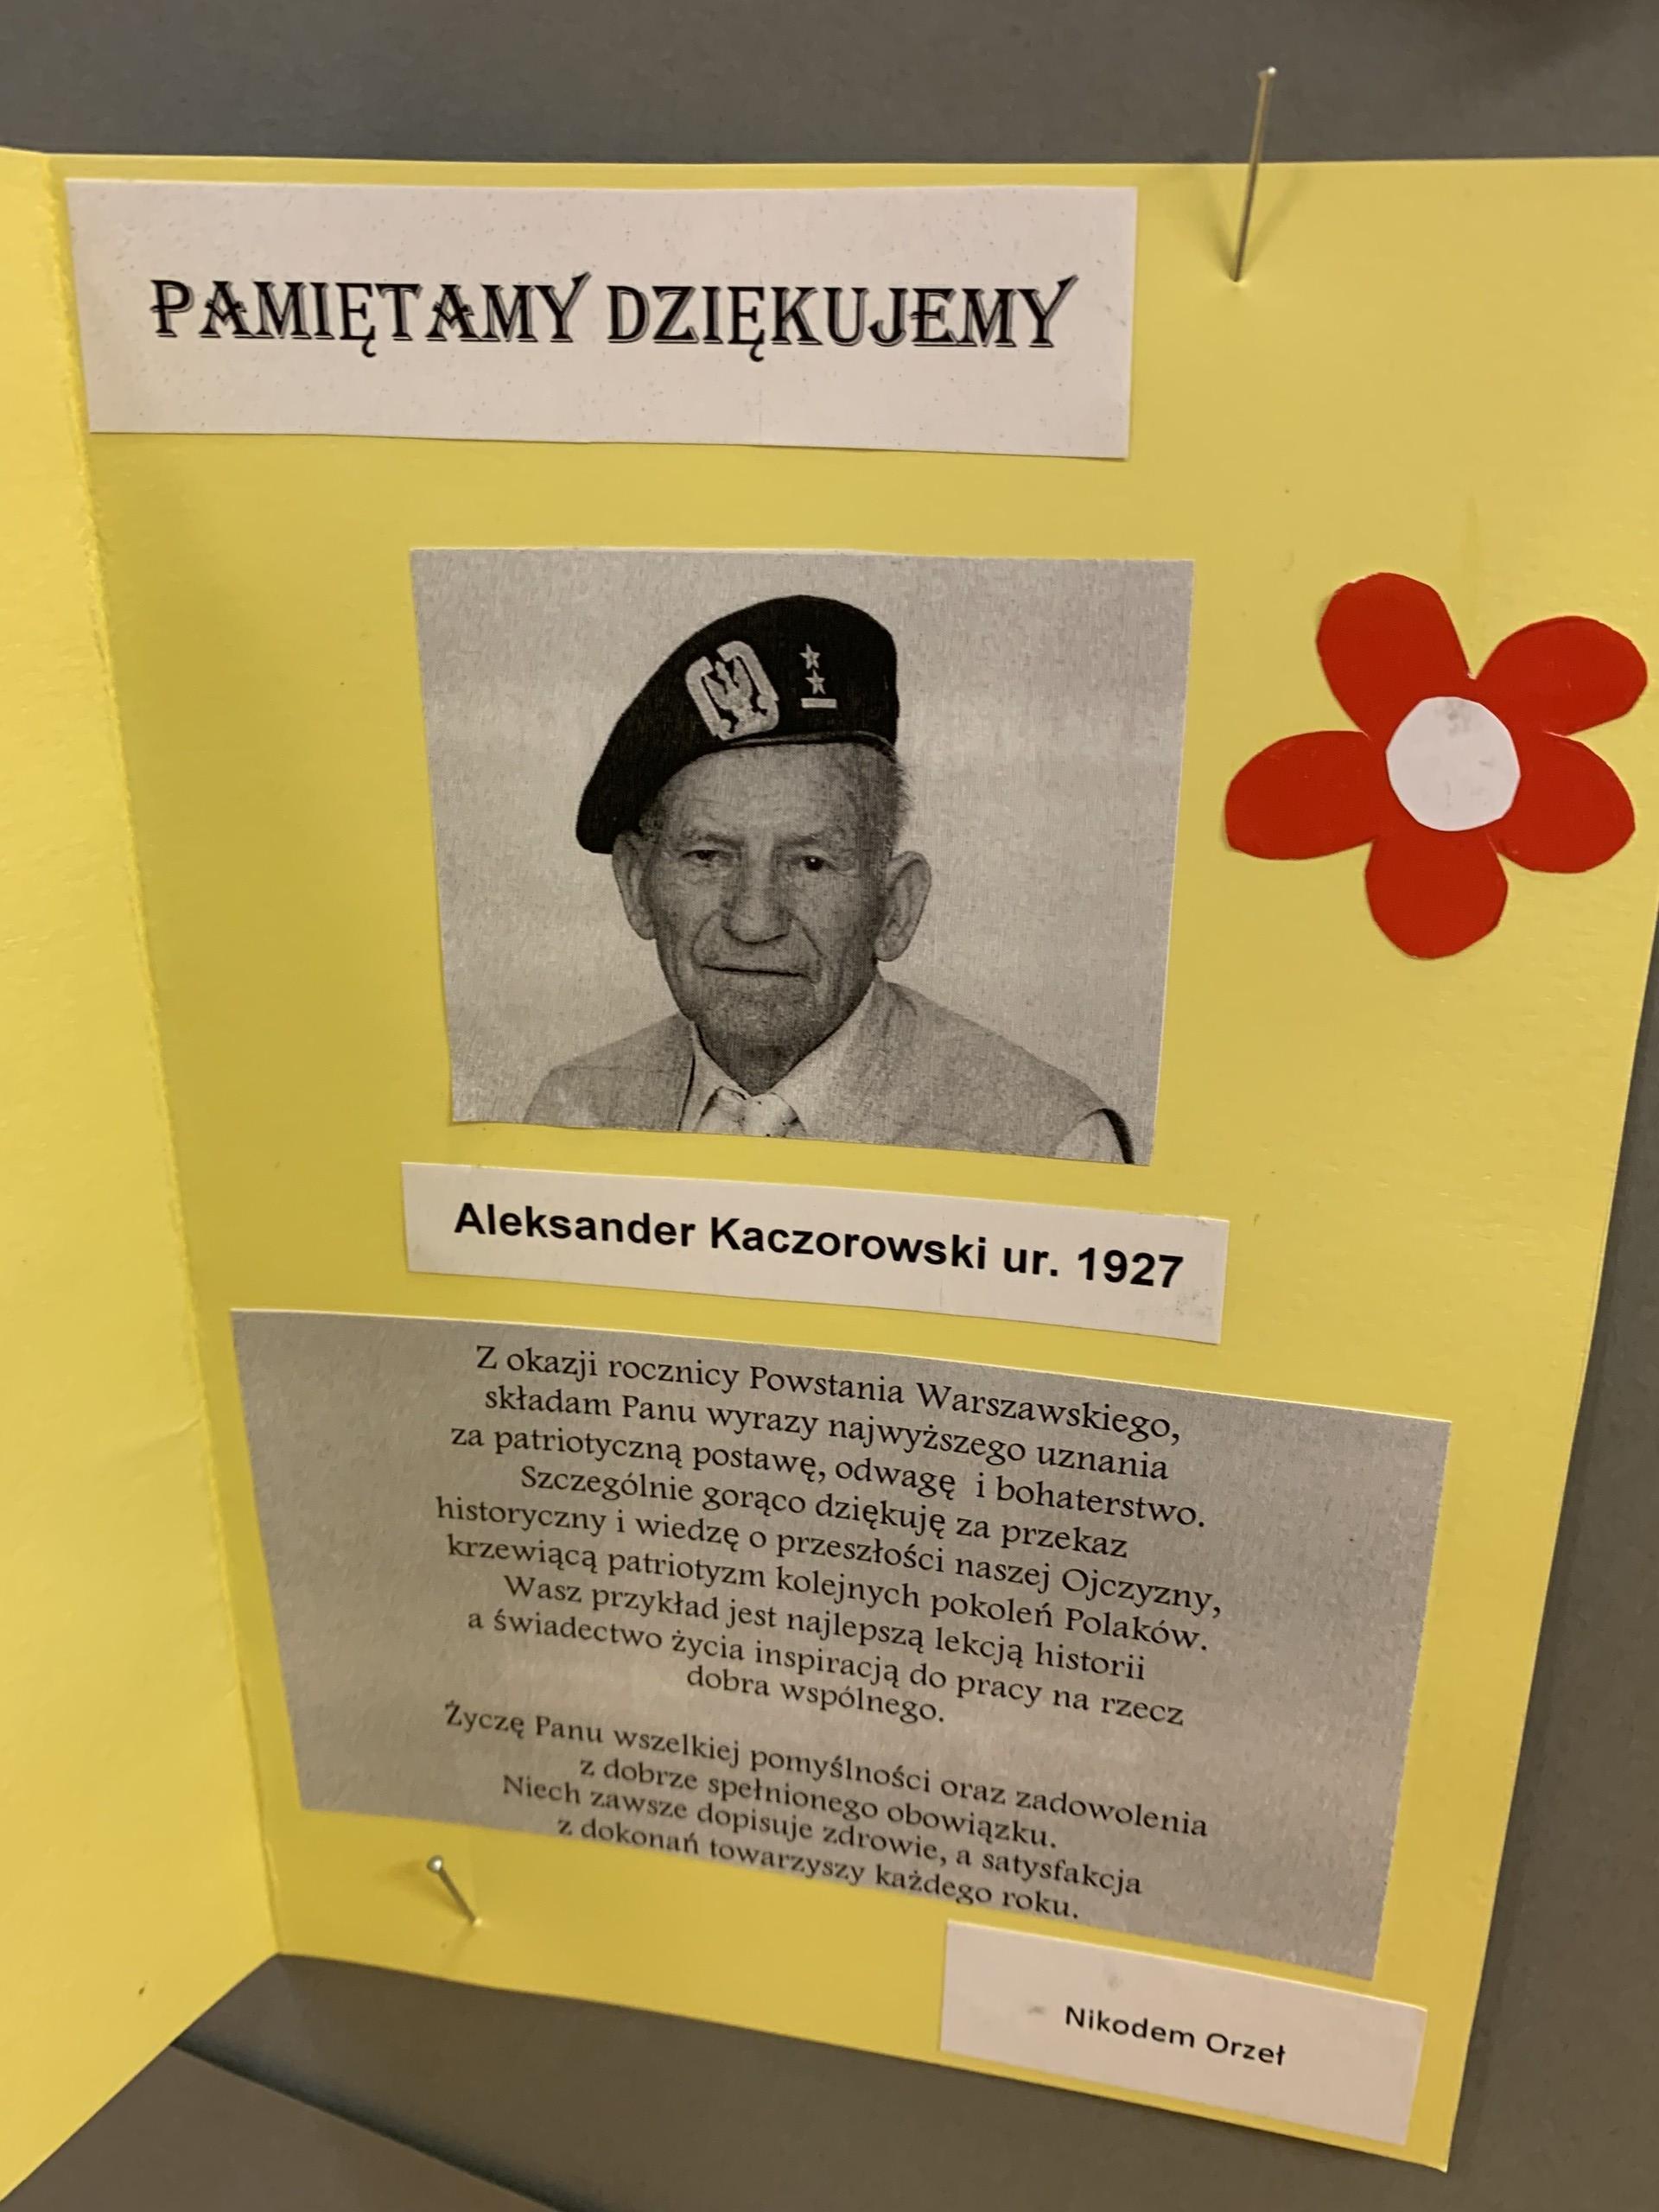 PAMIĘTAMY DZIĘKUJEMY
Aleksander Kaczorowski ur. 1927
Z okazji rocznicy Powstania Warszawskiego,
składam Panu wyrazy najwyższego uznania
za patriotyczną postawę, odwagę i bohaterstwo.
Szczególnie gorąco dziękuję za przekaz
historyczny i wiedzę o przeszłości naszej Ojczyzny,
krzewiącą patriotyzm kolejnych pokoleń Polaków.
Wasz przykład jest najlepszą lekcją historii
a świadectwo życia inspiracją do pracy na rzecz
dobra wspólnego.
Życzę Panu wszelkiej pomyślności oraz zadowolenia
z dobrze spełnionego obowiązku.
Niech zawsze dopisuje zdrowie, a satysfakcja
z dokonań towarzyszy każdego roku.
Nikodem Orzeł